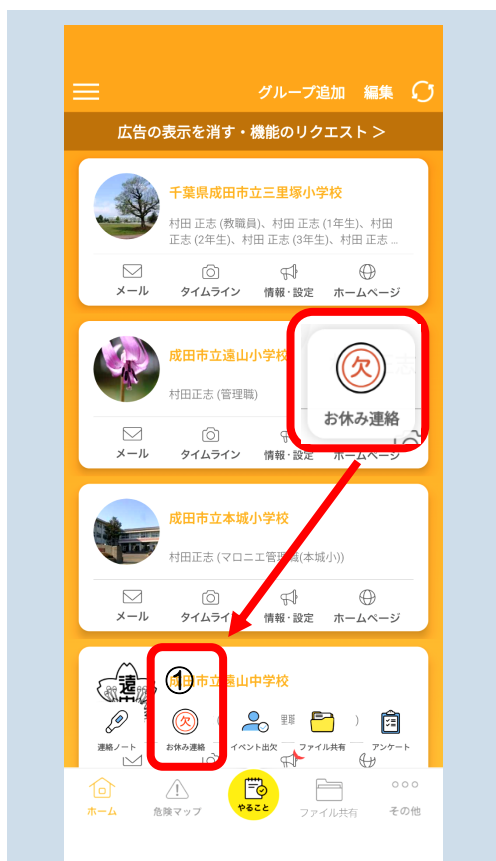 グループ追加 編集
広告の表示を消す・機能のリクエスト >
千葉県成田市立三里塚小学校
村田 正志 (教職員)、村田 正志 (1年生)、村田
正志 (2年生)、村田 正志 (3年生)、村田 正志 ...
メール タイムライン 情報・設定 ホームページ
成田市立遠山小学校
村田正志 (管理職)
欠
お休み連絡
メール タイムライン 情報・設定 ホームページ
成田市立本城小学校
村田正志 (マロニエ管理職(本城小))
メール タイムライン 情報・設定 ホームページ
遠
①
成田市立遠山中学校
欠
連絡ノート お休み連絡 イベント出欠 ファイル共有 アンケート
ホーム 危険マップ やること ファイル共有 その他